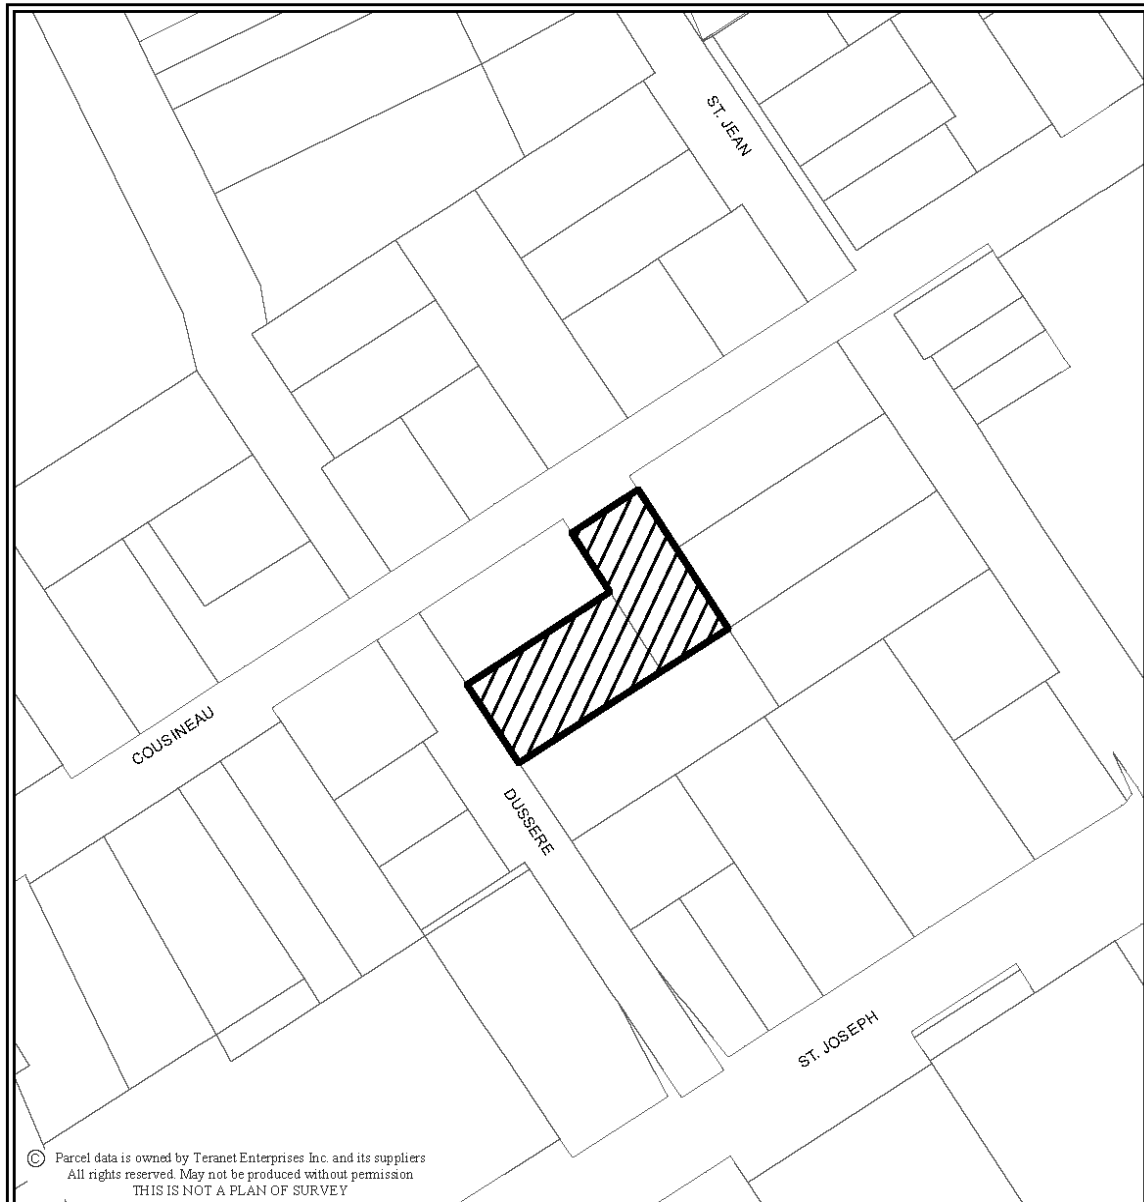 ST. JEAN
COUSINEAU
DUSSERE
ST. JOSEPH
© Parcel data is owned by Teranet Enterprises Inc. and its suppliers
All rights reserved. May not be produced without permission
THIS IS NOT A PLAN OF SURVEY